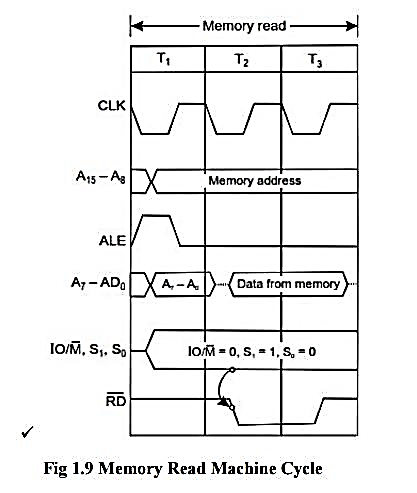 Memory read
T₁ T₂ T₃
CLK
A₁₅ – A₈ Memory address
ALE
A₇ – AD₀ A₇ – A₀ Data from memory
IO/M̅, S₁, S₀ IO/M̅ = 0, S₁ = 1, S₀ = 0
R̅D̅
✓
Fig 1.9 Memory Read Machine Cycle